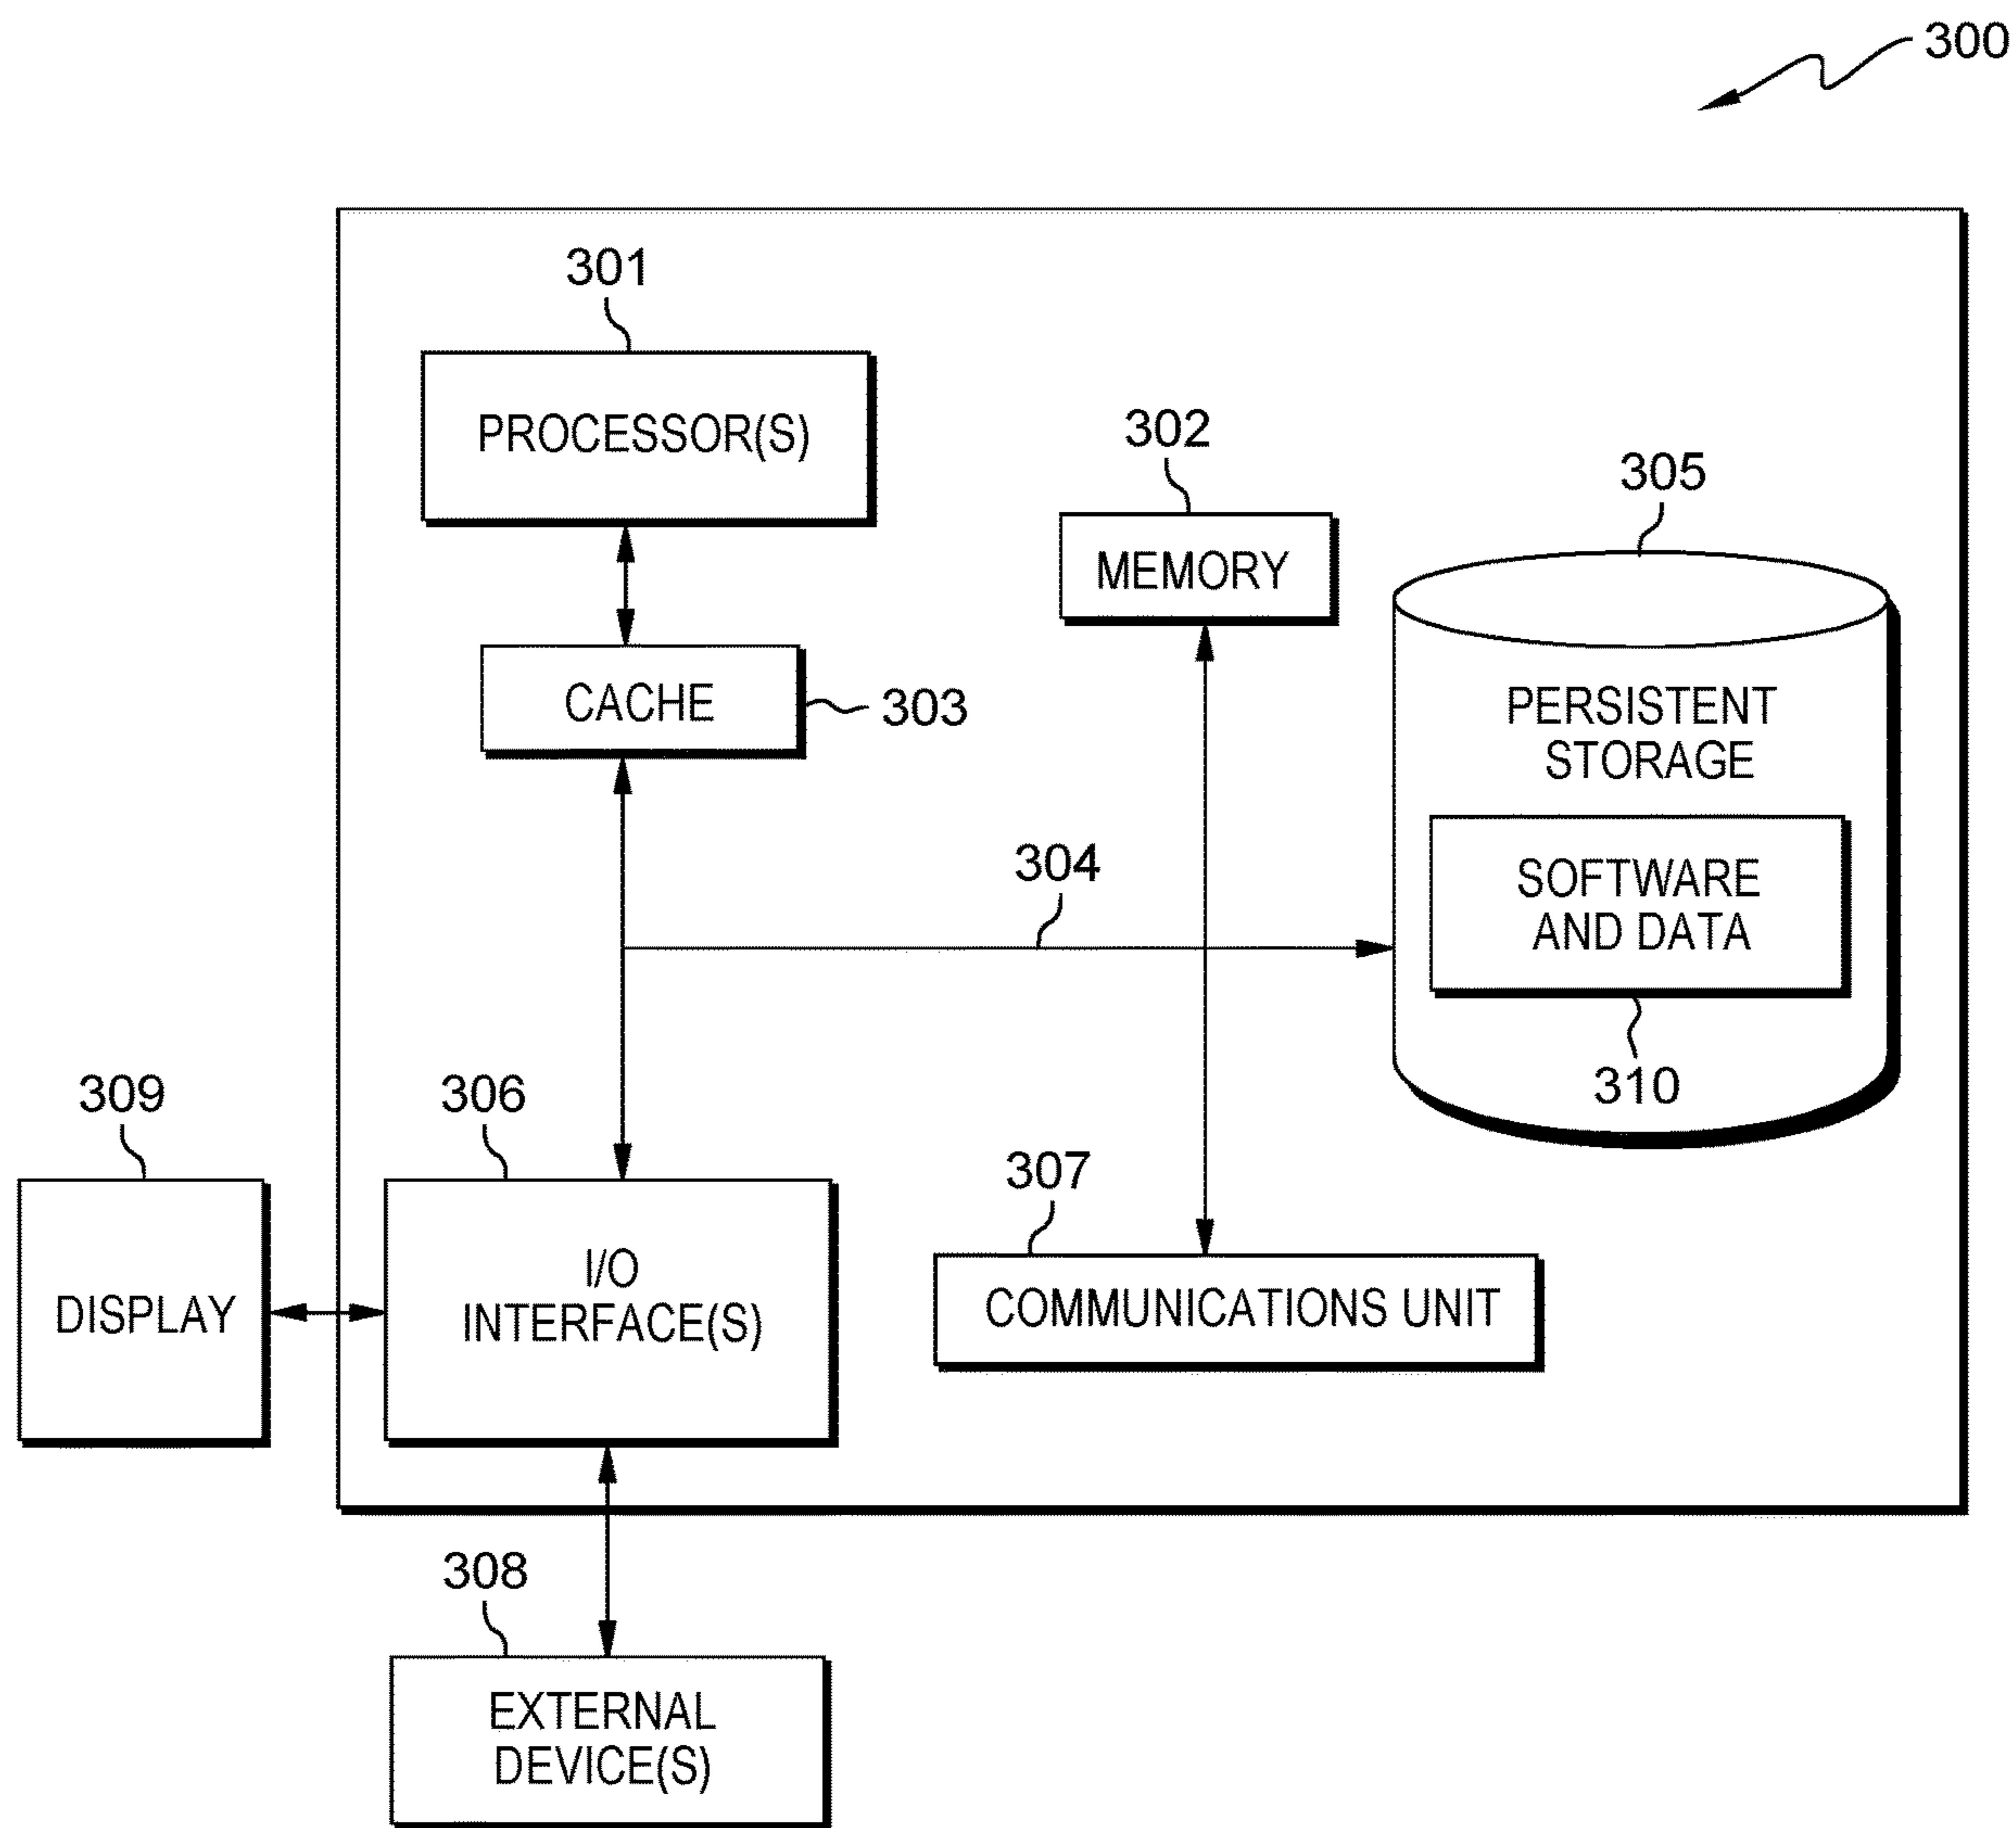 300
301
PROCESSOR(S)
302
MEMORY
305
CACHE
303
PERSISTENT
STORAGE
304
SOFTWARE
AND DATA
310
309
306
307
DISPLAY
I/O
INTERFACE(S)
COMMUNICATIONS UNIT
308
EXTERNAL
DEVICE(S)